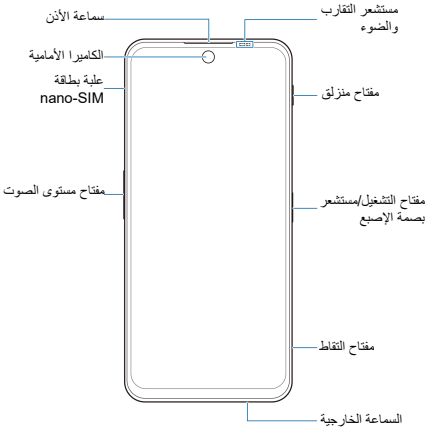 مستشعر التقارب
والضوء
سماعة الأذن
الكاميرا الأمامية
علبة بطاقة
nano-SIM
مفتاح منزلق
مفتاح مستوى الصوت
مفتاح التشغيل/مستشعر
بصمة الإصبع
مفتاح التقاط
السماعة الخارجية